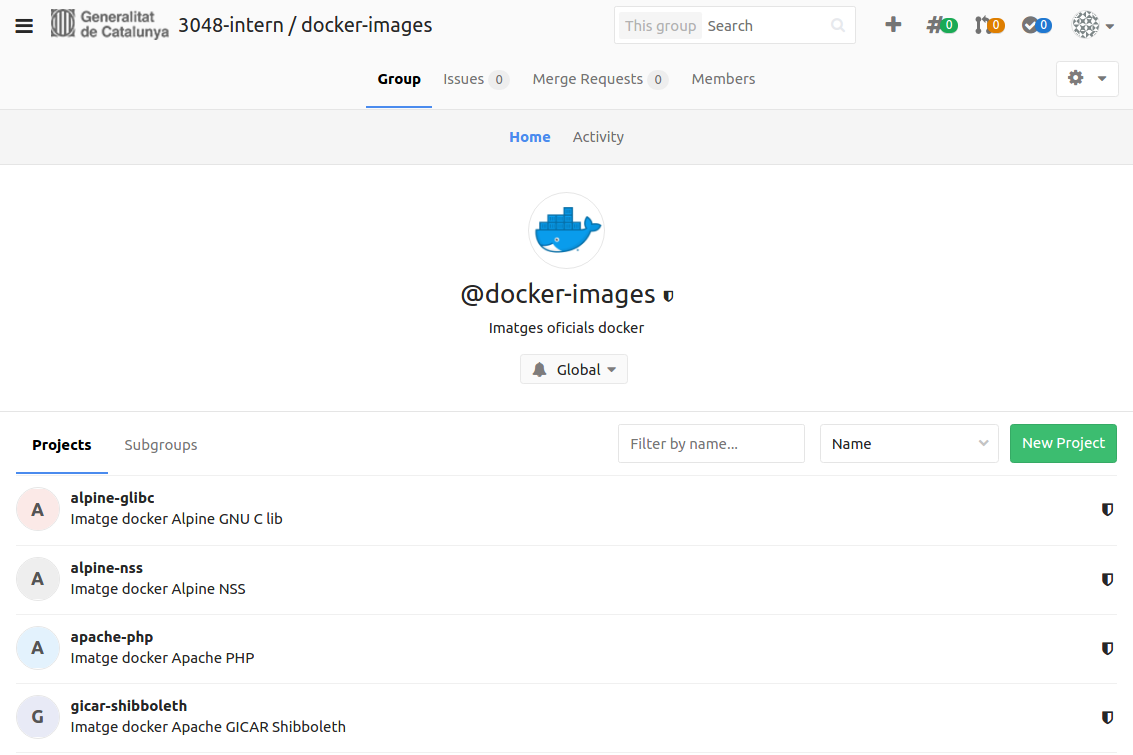 Generalitat
de Catalunya
3048-intern / docker-images
This group Search
0 0 0
Group Issues 0 Merge Requests 0 Members
Home Activity
@docker-images
Imatges oficials docker
Global
Projects Subgroups Filter by name... Name New Project
A
alpine-glibc
Imatge docker Alpine GNU C lib
A
alpine-nss
Imatge docker Alpine NSS
A
apache-php
Imatge docker Apache PHP
G
gicar-shibboleth
Imatge docker Apache GICAR Shibboleth